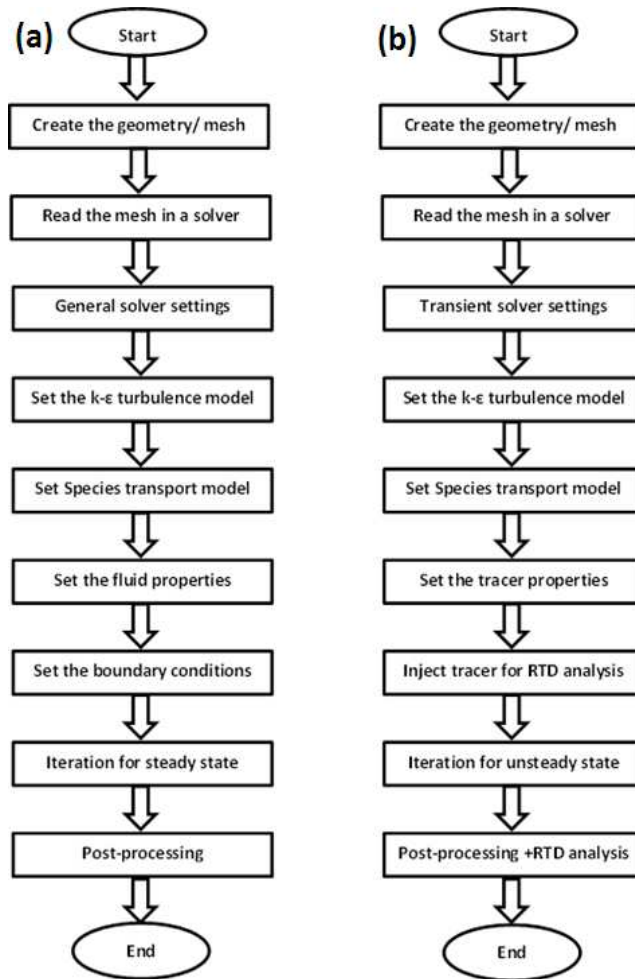 (a)
Start
Create the geometry/ mesh
Read the mesh in a solver
General solver settings
Set the k-ε turbulence model
Set Species transport model
Set the fluid properties
Set the boundary conditions
Iteration for steady state
Post-processing
End
(b)
Start
Create the geometry/ mesh
Read the mesh in a solver
Transient solver settings
Set the k-ε turbulence model
Set Species transport model
Set the tracer properties
Inject tracer for RTD analysis
Iteration for unsteady state
Post-processing +RTD analysis
End